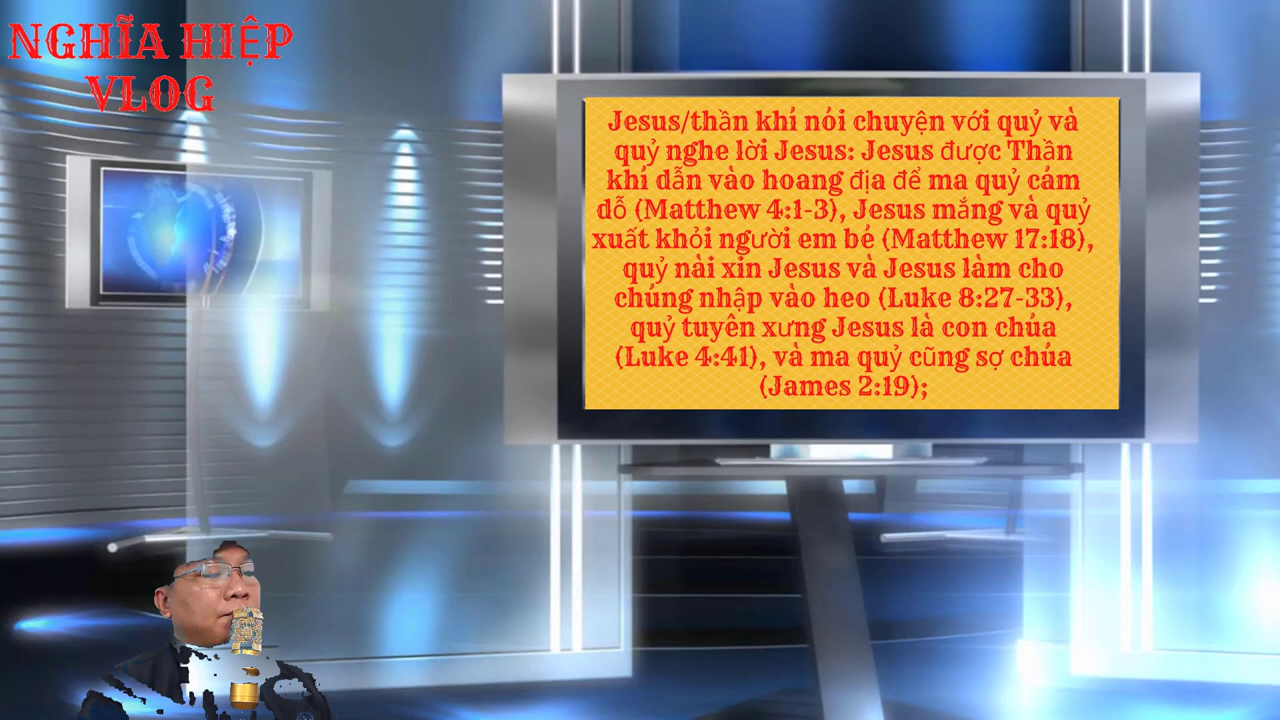 NGHĨA HIỆP
VLOG
Jesus/thần khí nói chuyện với quỷ và
quỷ nghe lời Jesus: Jesus được Thần
khí dẫn vào hoang địa để ma quỷ cám
dỗ (Matthew 4:1-3), Jesus mắng và quỷ
xuất khỏi người em bé (Matthew 17:18),
quỷ nài xin Jesus và Jesus làm cho
chúng nhập vào heo (Luke 8:27-33),
quỷ tuyên xưng Jesus là con chúa
(Luke 4:41), và ma quỷ cũng sợ chúa
(James 2:19);